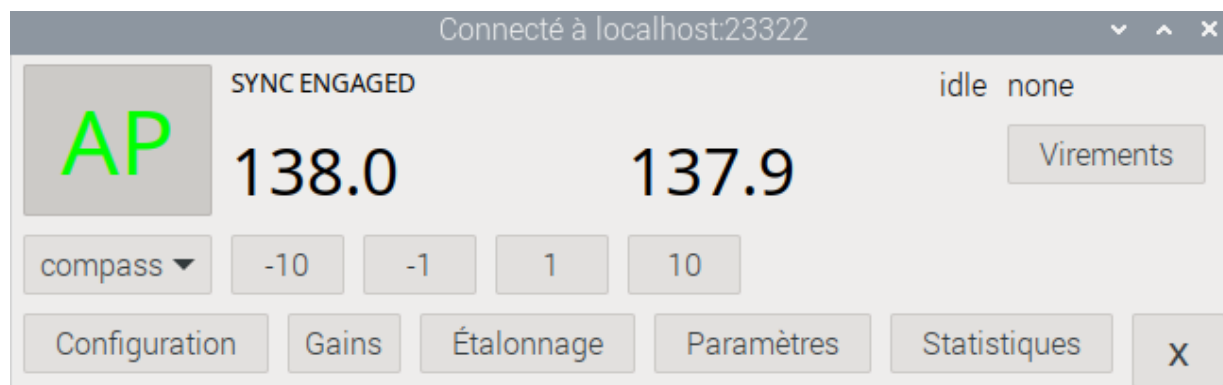 Connecté à localhost:23322
AP SYNC ENGAGED idle none
138.0 137.9 Virements
compass -10 -1 1 10
Configuration Gains Étalonnage Paramètres Statistiques x